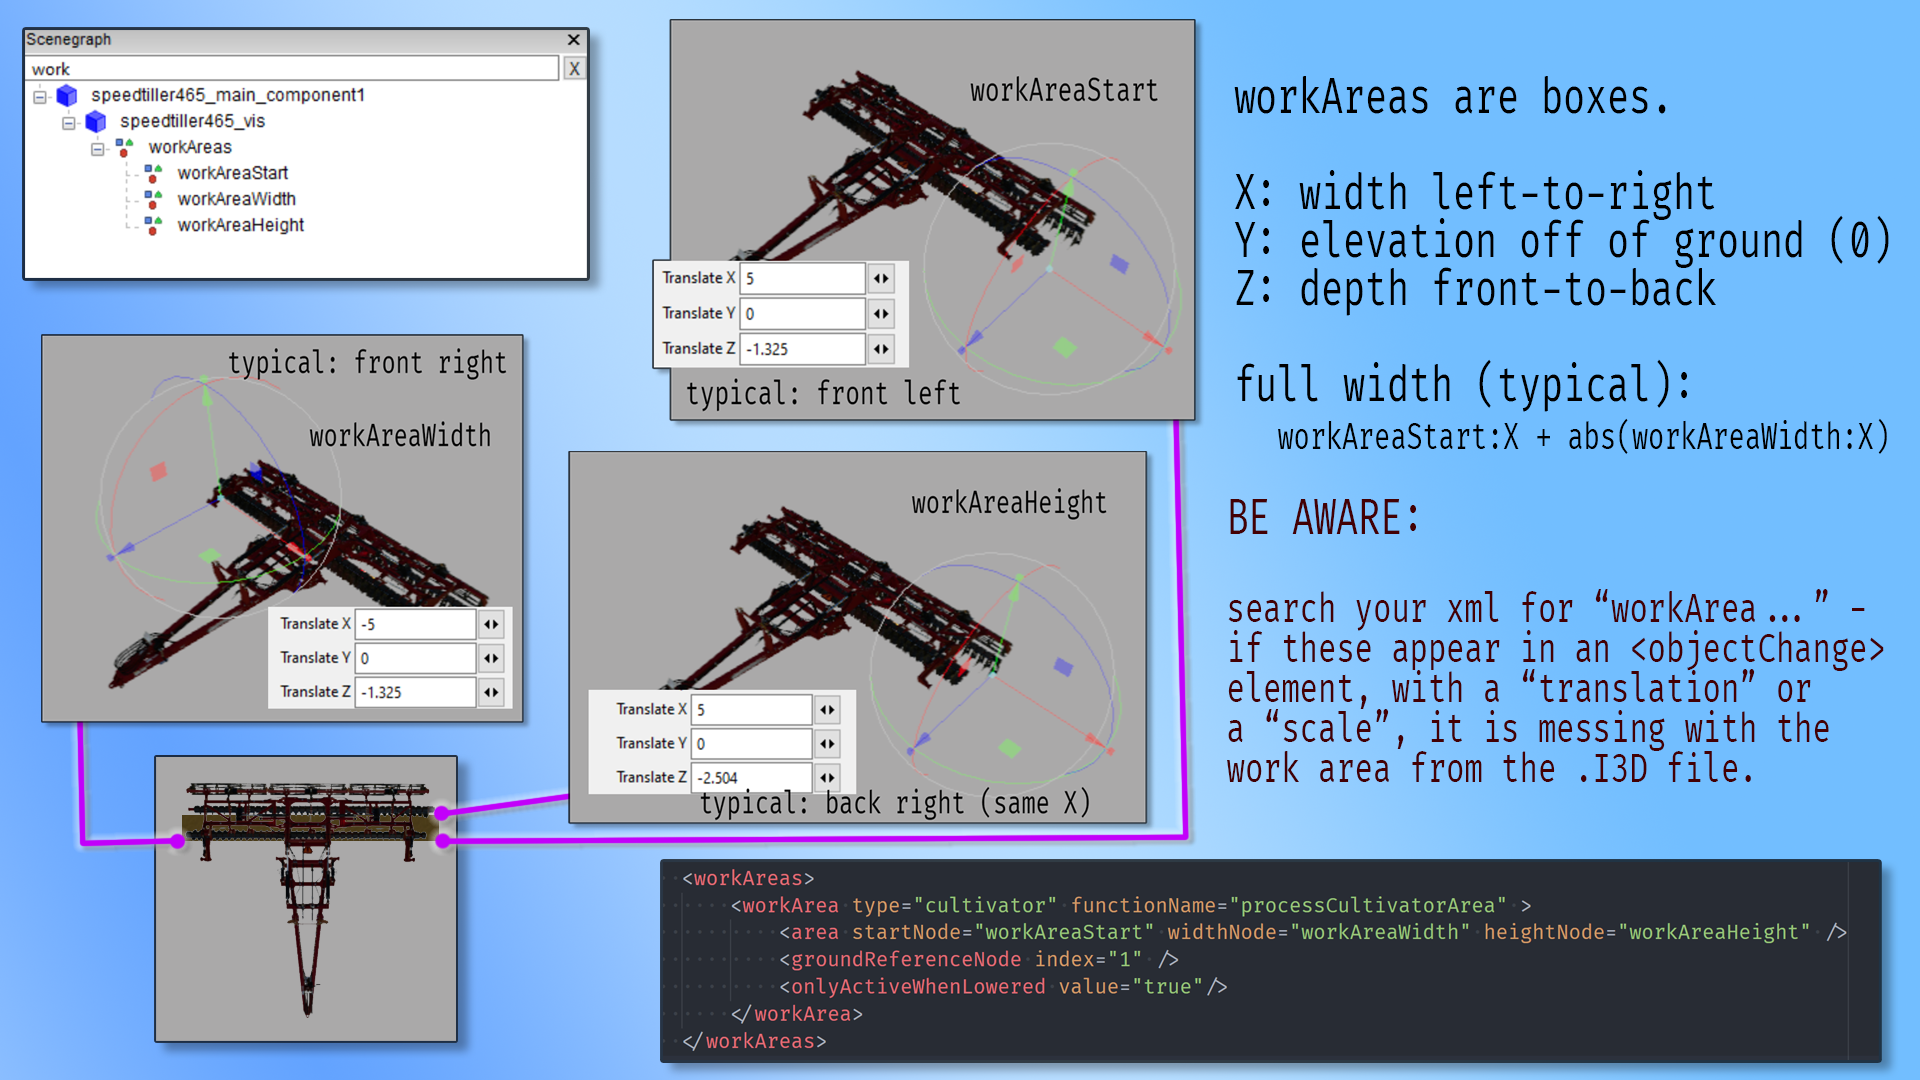 Scenegraph
work
X
speedtiller465_main_component1
speedtiller465_vis
workAreas
workAreaStart
workAreaWidth
workAreaHeight
workAreaStart
Translate X 5
Translate Y 0
Translate Z -1.325
typical: front left
typical: front right
workAreaWidth
Translate X -5
Translate Y 0
Translate Z -1.325
workAreaHeight
Translate X 5
Translate Y 0
Translate Z -2.504
typical: back right (same X)
workAreas are boxes.
X: width left-to-right
Y: elevation off of ground (0)
Z: depth front-to-back
full width (typical):
workAreaStart:X + abs(workAreaWidth:X)
BE AWARE:
search your xml for “workArea...” -
if these appear in an <objectChange>
element, with a “translation” or
a “scale”, it is messing with the
work area from the .I3D file.
<workAreas>
<workArea type="cultivator" functionName="processCultivatorArea" >
<area startNode="workAreaStart" widthNode="workAreaWidth" heightNode="workAreaHeight" />
<groundReferenceNode index="1" />
<onlyActiveWhenLowered value="true"/>
</workArea>
</workAreas>